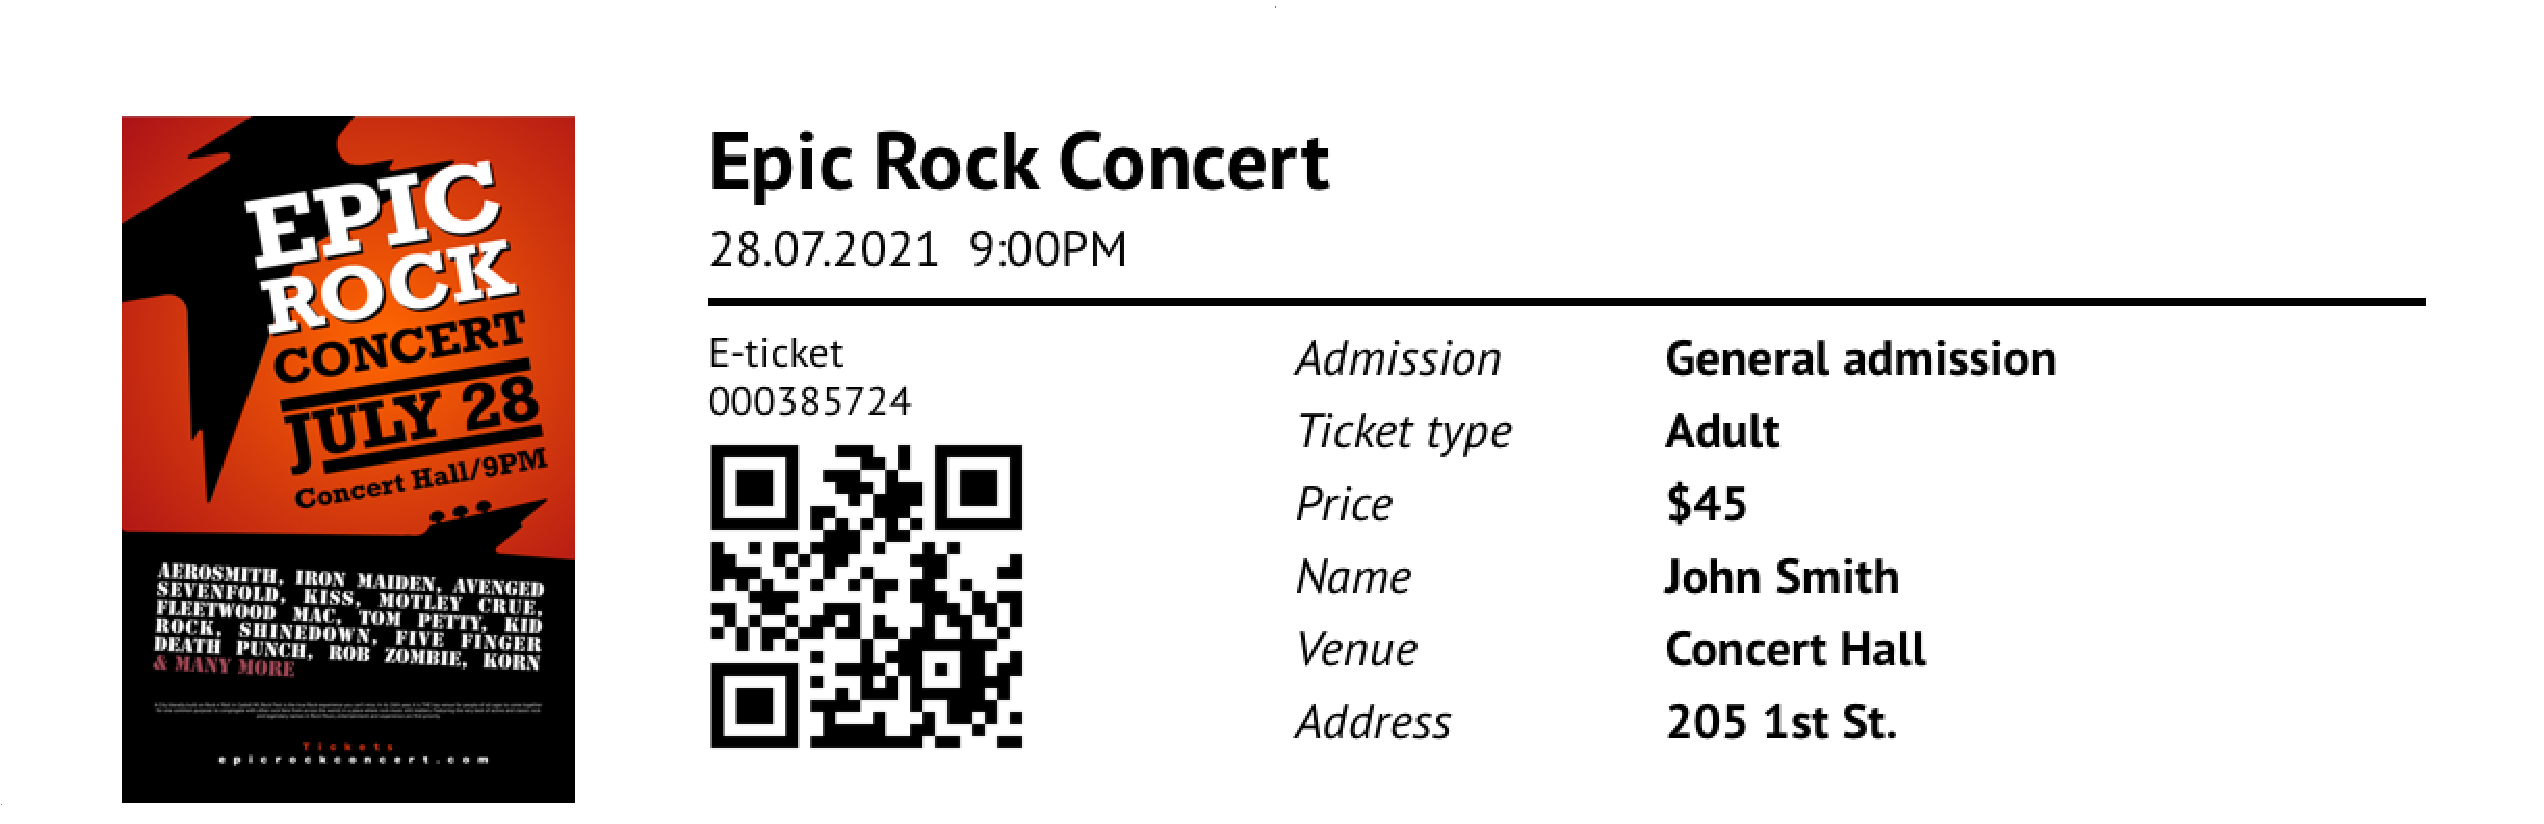 EPIC
ROCK
CONCERT
JULY 28
Concert Hall/9PM
AEROSMITH, IRON MAIDEN, AVENGED
SEVENFOLD, KISS, MOTLEY CRUE,
FLEETWOOD MAC, TOM PETTY, KID
ROCK, SHINEDOWN, FIVE FINGER
DEATH PUNCH, ROB ZOMBIE, KORN
& MANY MORE
Tickets
epicrockconcert.com
Epic Rock Concert
28.07.2021 9:00PM
E-ticket
000385724
Admission General admission
Ticket type Adult
Price $45
Name John Smith
Venue Concert Hall
Address 205 1st St.